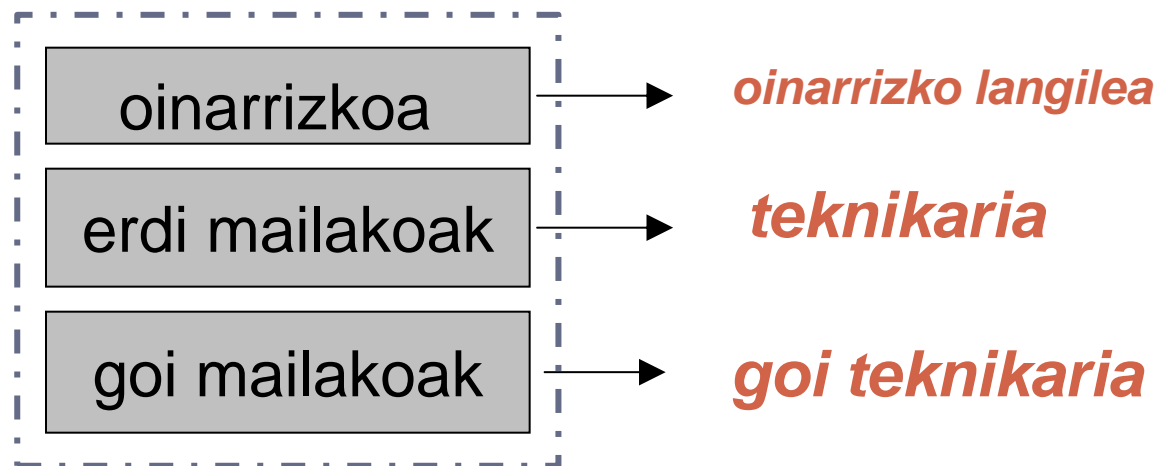 oinarrizkoa
oinarrizko langilea
erdi mailakoak
teknikaria
goi mailakoak
goi teknikaria